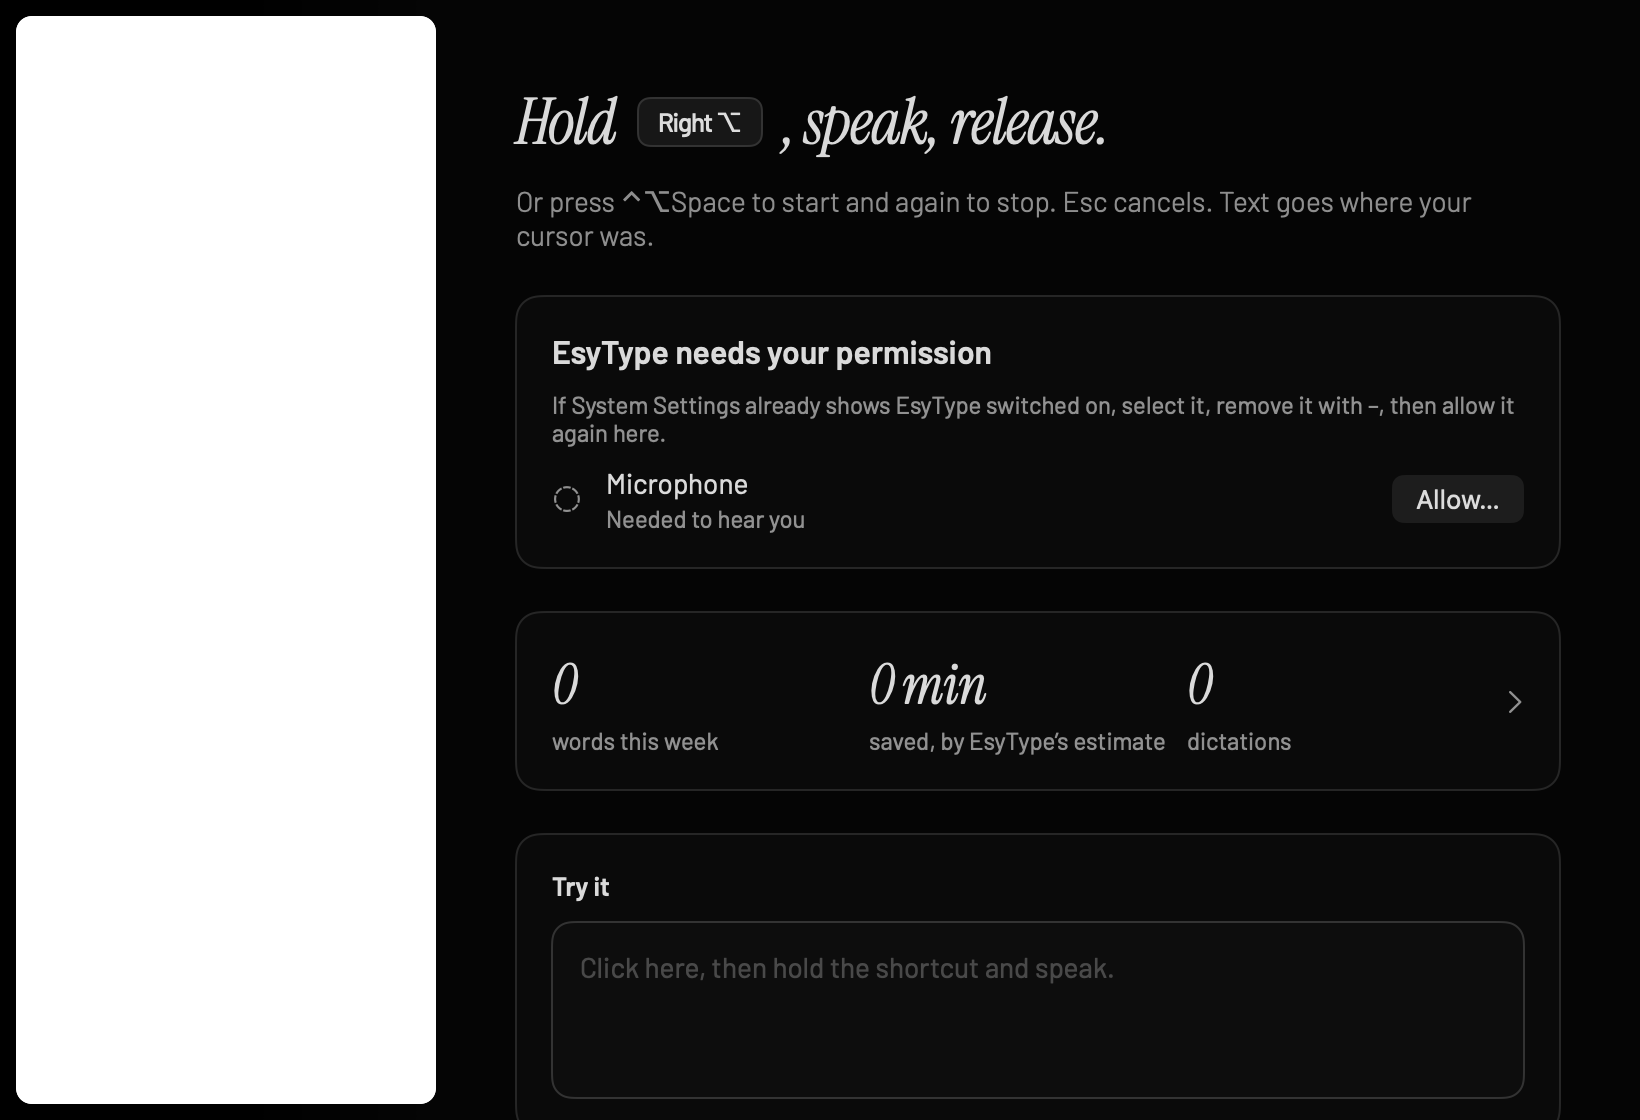 Hold Right ⌥ , speak, release.
Or press ⌃⌥Space to start and again to stop. Esc cancels. Text goes where your
cursor was.
EsyType needs your permission
If System Settings already shows EsyType switched on, select it, remove it with –, then allow it
again here.
Microphone
Needed to hear you
Allow...
0
words this week
0 min
saved, by EsyType’s estimate
0
dictations
Try it
Click here, then hold the shortcut and speak.